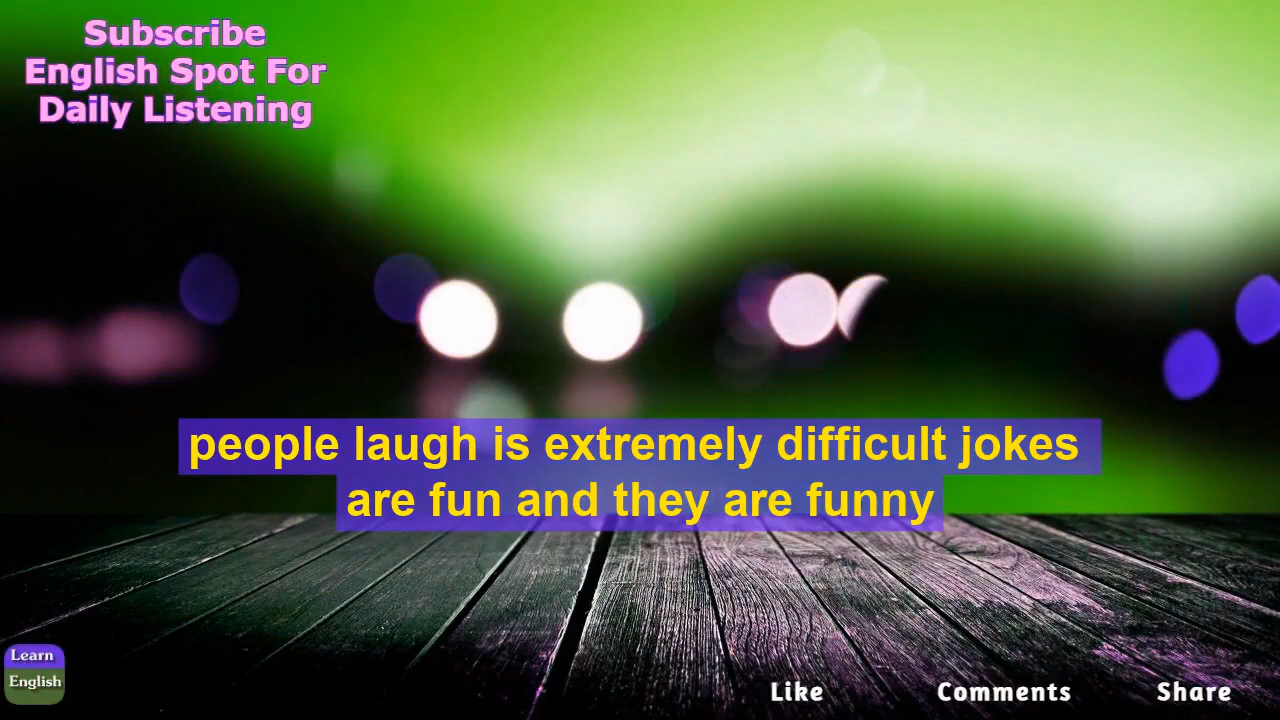 Subscribe
English Spot For
Daily Listening
people laugh is extremely difficult jokes
are fun and they are funny
Learn
English
Like
Comments
Share